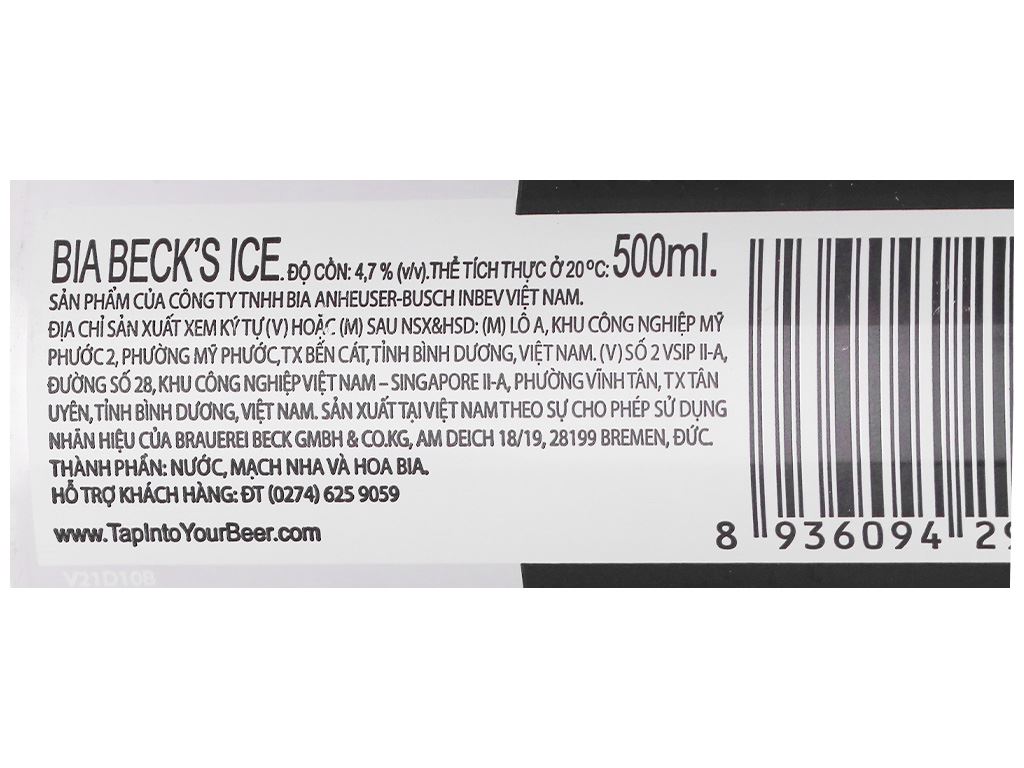 BIA BECK'S ICE. ĐỘ CỒN: 4,7 % (v/v).THỂ TÍCH THỰC Ở 20°C: 500ml.
SẢN PHẨM CỦA CÔNG TY TNHH BIA ANHEUSER-BUSCH INBEV VIỆT NAM.
ĐỊA CHỈ SẢN XUẤT XEM KÝ TỰ (V) HOẶC (M) SAU NSX&HSD: (M) LÔ A, KHU CÔNG NGHIỆP MỸ
PHƯỚC 2, PHƯỜNG MỸ PHƯỚC, TX BẾN CÁT, TỈNH BÌNH DƯƠNG, VIỆT NAM. (V) SỐ 2 VSIP II-A,
ĐƯỜNG SỐ 28, KHU CÔNG NGHIỆP VIỆT NAM – SINGAPORE II-A, PHƯỜNG VĨNH TÂN, TX TÂN
UYÊN, TỈNH BÌNH DƯƠNG, VIỆT NAM. SẢN XUẤT TẠI VIỆT NAM THEO SỰ CHO PHÉP SỬ DỤNG
NHÃN HIỆU CỦA BRAUEREI BECK GMBH & CO.KG, AM DEICH 18/19, 28199 BREMEN, ĐỨC.
THÀNH PHẦN: NƯỚC, MẠCH NHA VÀ HOA BIA.
HỖ TRỢ KHÁCH HÀNG: ĐT (0274) 625 9059
www.TapIntoYourBeer.com
8 936094 29
V21D10B